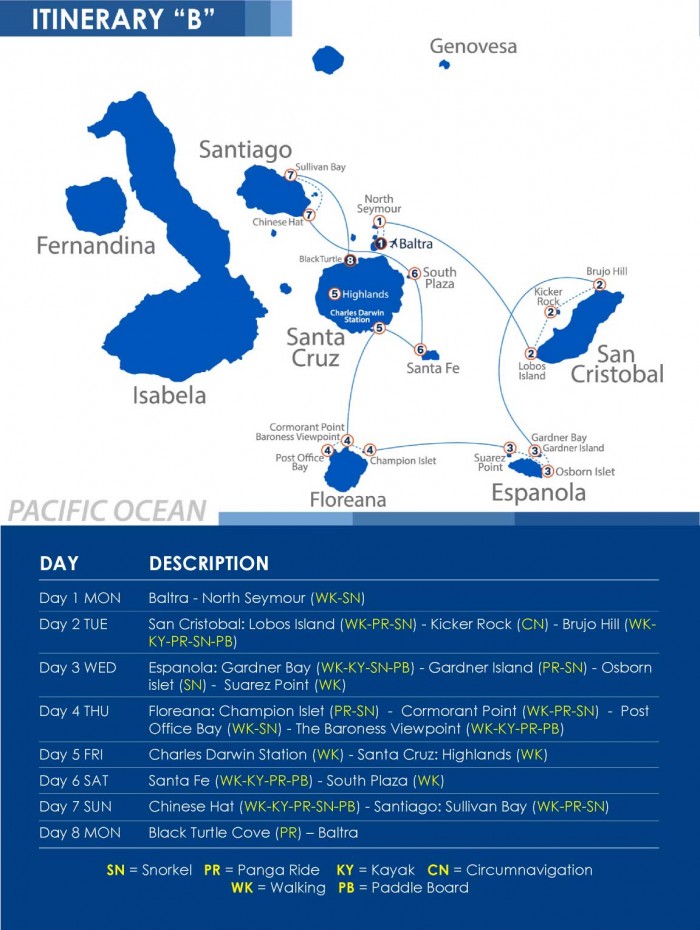 ITINERARY “B”
Genovesa
Santiago
7
Sullivan Bay
North
Seymour
1
Fernandina
Chinese Hat
7
1
Baltra
Black Turtle
8
6
South
Plaza
Brujo Hill
2
Kicker
Rock
2
5
Highlands
Charles Darwin
Station
5
Santa
Cruz
6
Santa Fe
2
Lobos
Island
San
Cristobal
Isabela
Cormorant Point
Baroness Viewpoint
4
Post Office
Bay
4
4
Champion Islet
Gardner Bay
Gardner Island
3
3
Suarez
Point
3
Osborn Islet
Floreana
Espanola
PACIFIC OCEAN
DAY DESCRIPTION
Day 1 MON Baltra - North Seymour (WK-SN)
Day 2 TUE San Cristobal: Lobos Island (WK-PR-SN) - Kicker Rock (CN) - Brujo Hill (WK-
KY-PR-SN-PB)
Day 3 WED Espanola: Gardner Bay (WK-KY-SN-PB) - Gardner Island (PR-SN) - Osborn
islet (SN) - Suarez Point (WK)
Day 4 THU Floreana: Champion Islet (PR-SN) - Cormorant Point (WK-PR-SN) - Post
Office Bay (WK-SN) - The Baroness Viewpoint (WK-KY-PR-PB)
Day 5 FRI Charles Darwin Station (WK) - Santa Cruz: Highlands (WK)
Day 6 SAT Santa Fe (WK-KY-PR-PB) - South Plaza (WK)
Day 7 SUN Chinese Hat (WK-KY-PR-SN-PB) - Santiago: Sullivan Bay (WK-PR-SN)
Day 8 MON Black Turtle Cove (PR) – Baltra
SN = Snorkel PR = Panga Ride KY = Kayak CN = Circumnavigation
WK = Walking PB = Paddle Board